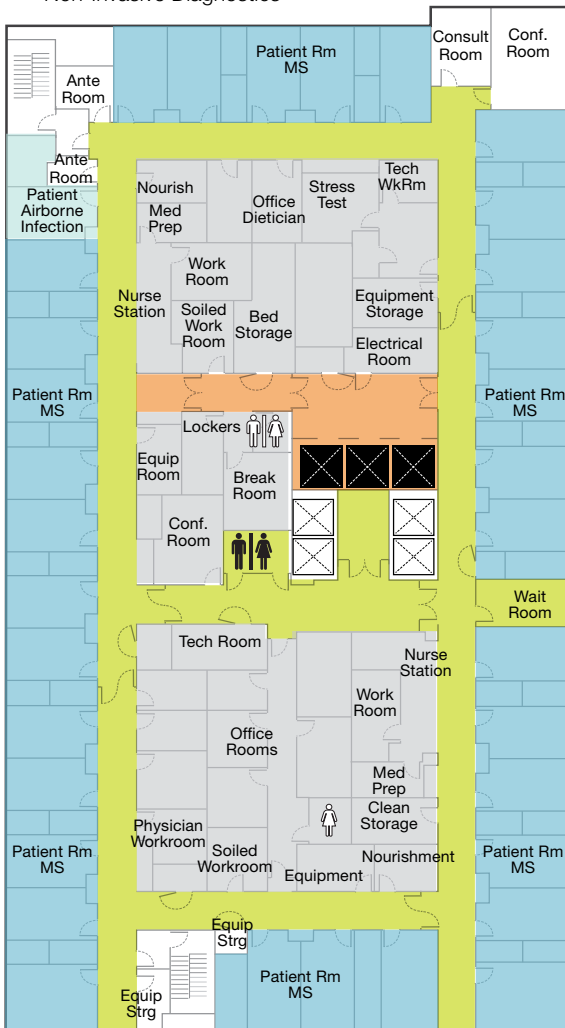 Non-Invasive Diagnostics
Patient Rm
MS
Consult
Room
Conf.
Room
Ante
Room
Ante
Room
Patient
Airborne
Infection
Nourish
Med
Prep
Office
Dietician
Stress
Test
Tech
WkRm
Work
Room
Nurse
Station
Soiled
Work
Room
Bed
Storage
Equipment
Storage
Electrical
Room
Patient Rm
MS
Patient Rm
MS
Lockers
Equip
Room
Break
Room
Conf.
Room
Wait
Room
Tech Room
Nurse
Station
Work
Room
Office
Rooms
Med
Prep
Clean
Storage
Physician
Workroom
Soiled
Workroom
Equipment
Nourishment
Patient Rm
MS
Patient Rm
MS
Equip
Strg
Patient Rm
MS
Equip
Strg